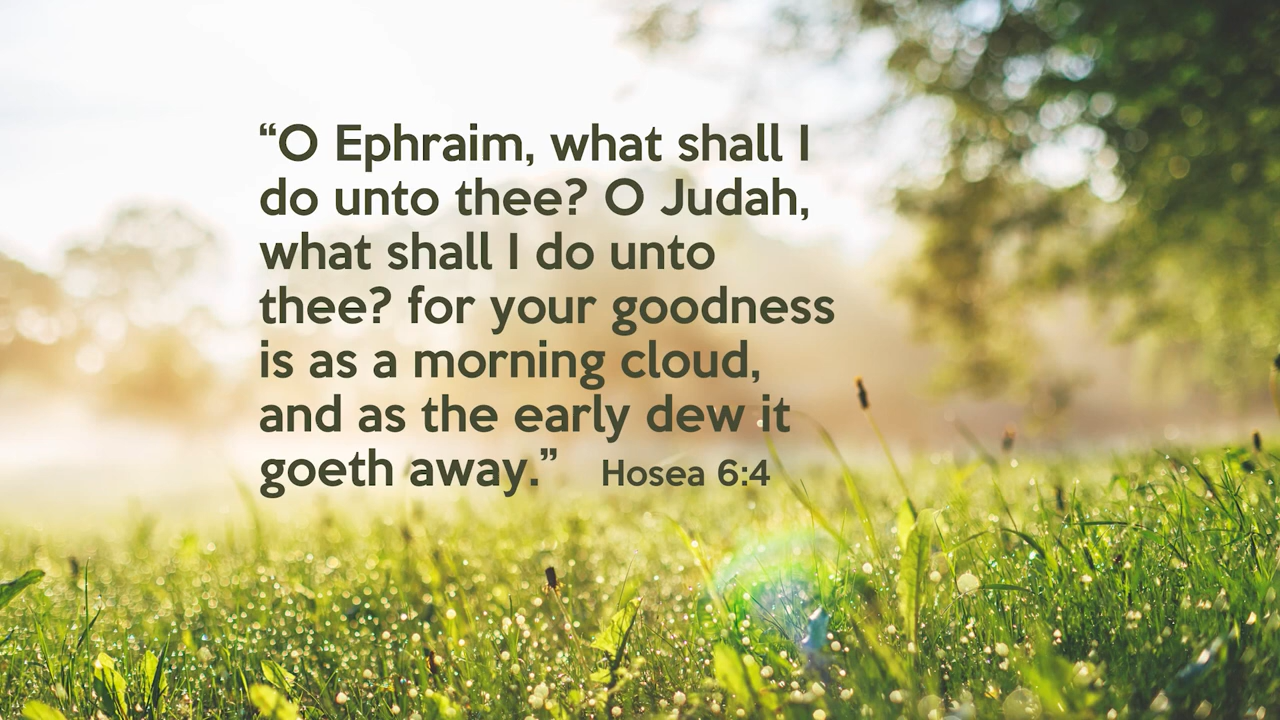 “O Ephraim, what shall I
do unto thee? O Judah,
what shall I do unto
thee? for your goodness
is as a morning cloud,
and as the early dew it
goeth away.” Hosea 6:4